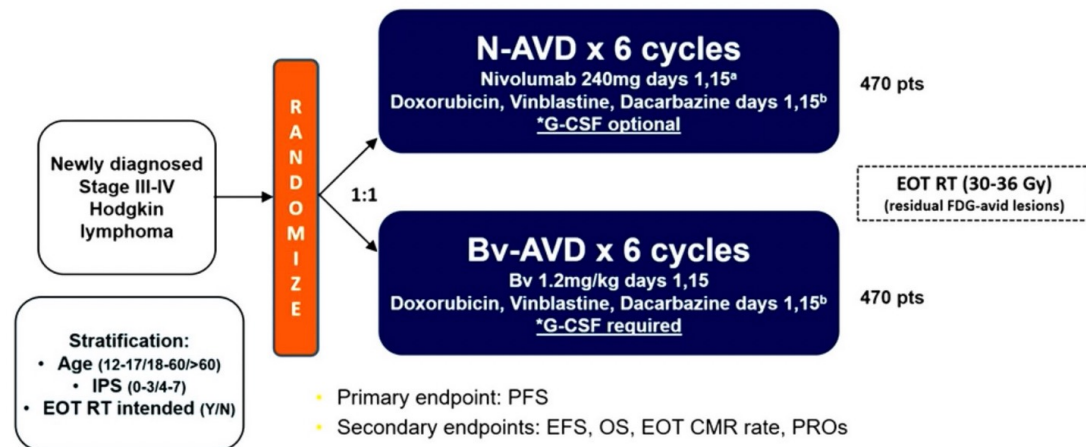 N-AVD x 6 cycles
Nivolumab 240mg days 1,15ᵃ
Doxorubicin, Vinblastine, Dacarbazine days 1,15ᵇ
*G-CSF optional
470 pts
RANDOMIZE
Newly diagnosed
Stage III-IV
Hodgkin
lymphoma
1:1
EOT RT (30-36 Gy)
(residual FDG-avid lesions)
Bv-AVD x 6 cycles
Bv 1.2mg/kg days 1,15
Doxorubicin, Vinblastine, Dacarbazine days 1,15ᵇ
*G-CSF required
470 pts
Stratification:
• Age (12-17/18-60/>60)
• IPS (0-3/4-7)
• EOT RT intended (Y/N)
• Primary endpoint: PFS
• Secondary endpoints: EFS, OS, EOT CMR rate, PROs